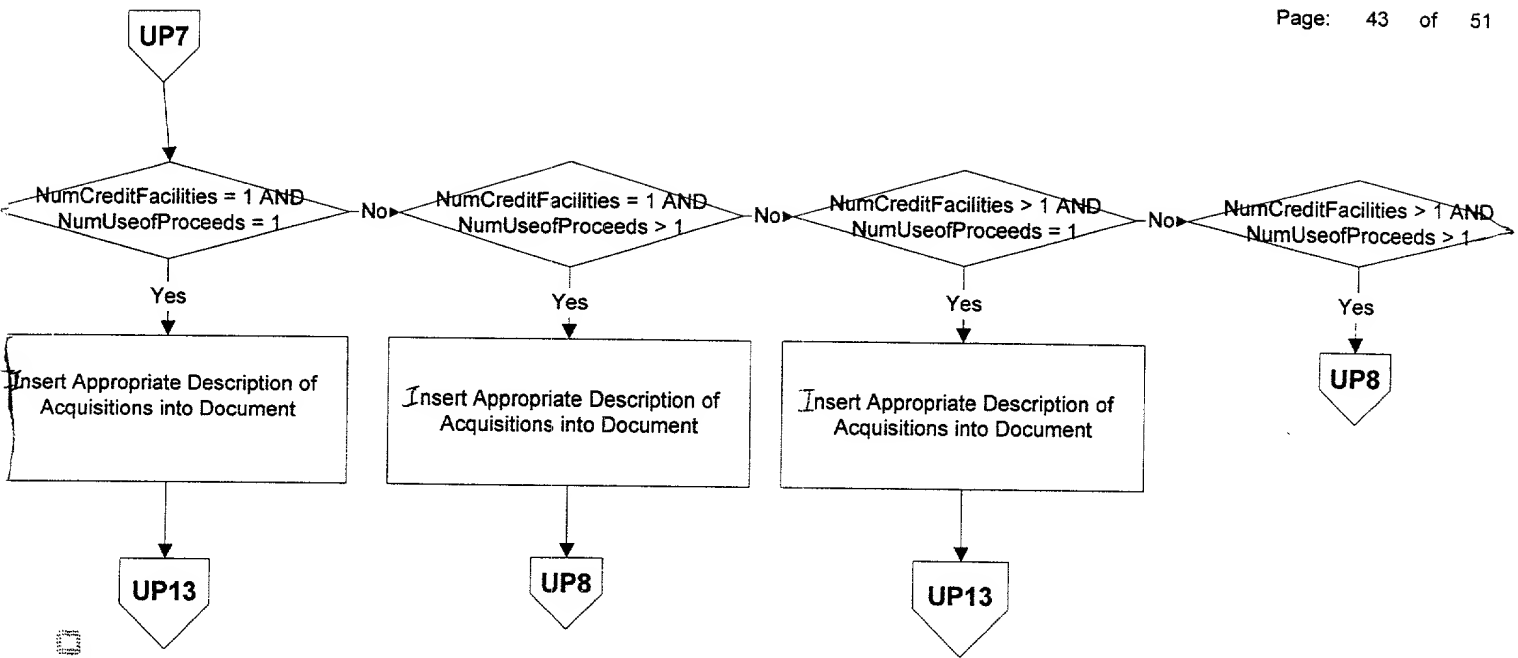 Page: 43 of 51
UP7
NumCreditFacilities = 1 AND
NumUseofProceeds = 1
No
NumCreditFacilities = 1 AND
NumUseofProceeds > 1
No
NumCreditFacilities > 1 AND
NumUseofProceeds = 1
No
NumCreditFacilities > 1 AND
NumUseofProceeds > 1
Yes
Yes
Yes
Yes
Insert Appropriate Description of
Acquisitions into Document
Insert Appropriate Description of
Acquisitions into Document
Insert Appropriate Description of
Acquisitions into Document
UP8
UP13
UP8
UP13